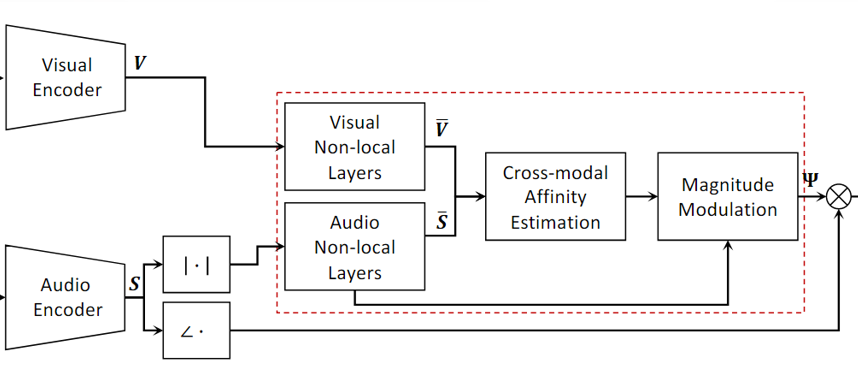 Visual
Encoder
V
Visual
Non-local
Layers
V̅
Cross-modal
Affinity
Estimation
Magnitude
Modulation
Ψ
⊗
Audio
Non-local
Layers
S̅
Audio
Encoder
S
|·|
∠·